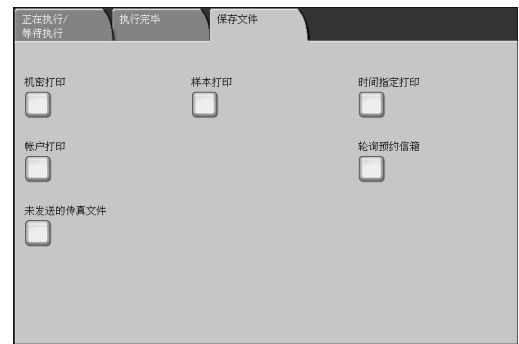 正在执行/
等待执行
执行完毕
保存文件
机密打印
样本打印
时间指定打印
帐户打印
轮询预约信箱
未发送的传真文件